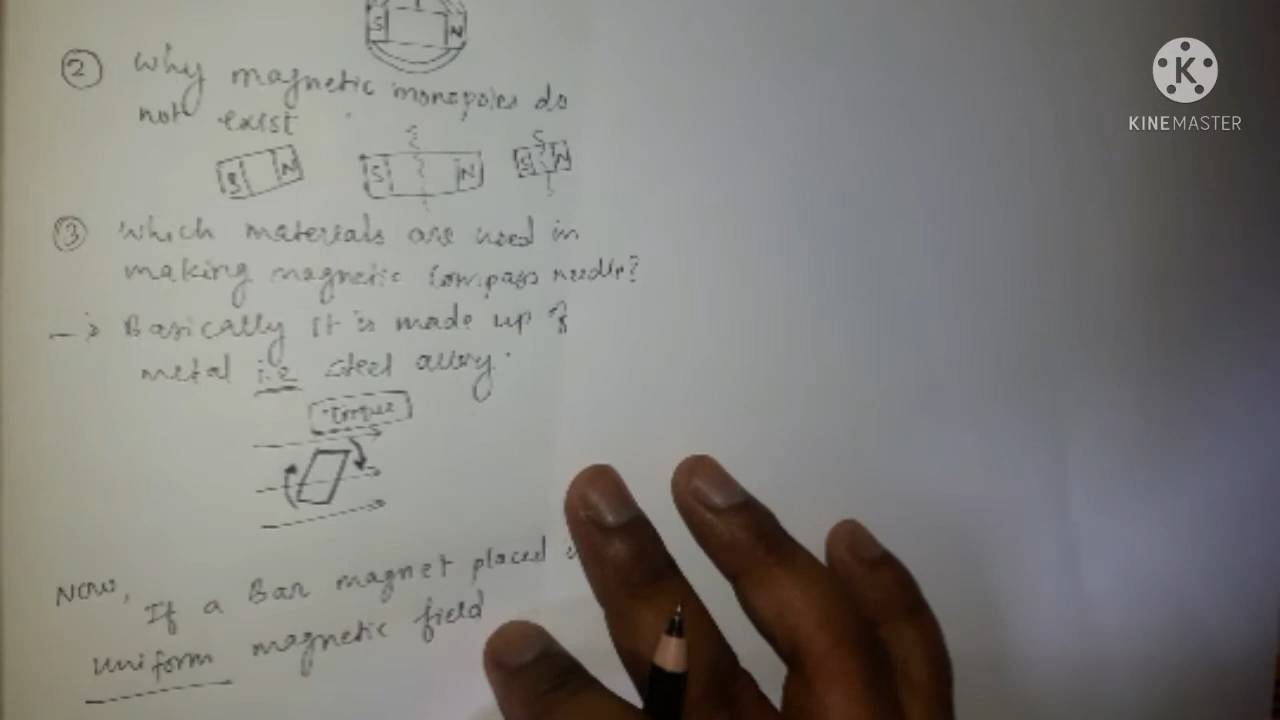 S N
② Why magnetic monopoles do
not exist
S N S N S N
③ Which materials are used in
making magnetic compass needle?
→ Basically it is made up of
metal i.e steel alloy.
Torque
Now,
If a Bar magnet placed
uniform magnetic field
K
KINEMASTER